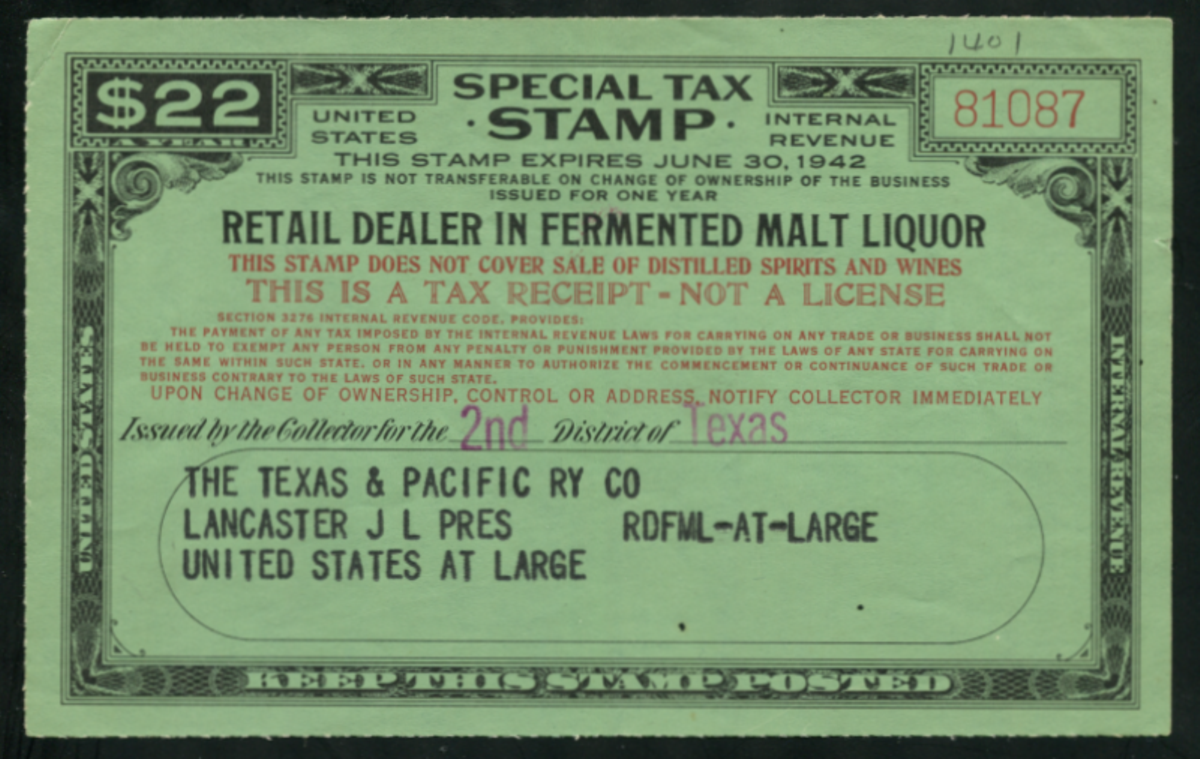 1401
$22
A YEAR
SPECIAL TAX
· STAMP ·
UNITED STATES
INTERNAL REVENUE
81087
THIS STAMP EXPIRES JUNE 30, 1942
THIS STAMP IS NOT TRANSFERABLE ON CHANGE OF OWNERSHIP OF THE BUSINESS
ISSUED FOR ONE YEAR
RETAIL DEALER IN FERMENTED MALT LIQUOR
THIS STAMP DOES NOT COVER SALE OF DISTILLED SPIRITS AND WINES
THIS IS A TAX RECEIPT - NOT A LICENSE
SECTION 3276 INTERNAL REVENUE CODE, PROVIDES:
THE PAYMENT OF ANY TAX IMPOSED BY THE INTERNAL REVENUE LAWS FOR CARRYING ON ANY TRADE OR BUSINESS SHALL NOT
BE HELD TO EXEMPT ANY PERSON FROM ANY PENALTY OR PUNISHMENT PROVIDED BY THE LAWS OF ANY STATE FOR CARRYING ON
THE SAME WITHIN SUCH STATE, OR IN ANY MANNER TO AUTHORIZE THE COMMENCEMENT OR CONTINUANCE OF SUCH TRADE OR
BUSINESS CONTRARY TO THE LAWS OF SUCH STATE.
UPON CHANGE OF OWNERSHIP, CONTROL OR ADDRESS, NOTIFY COLLECTOR IMMEDIATELY
Issued by the Collector for the 2nd District of Texas
THE TEXAS & PACIFIC RY CO
LANCASTER J L PRES RDFML-AT-LARGE
UNITED STATES AT LARGE
INTERNAL REVENUE
KEEP THIS STAMP POSTED